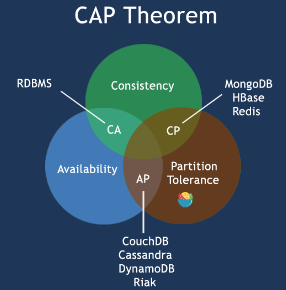 CAP Theorem
RDBMS
Consistency
MongoDB
HBase
Redis
CA
CP
Availability
Partition
Tolerance
AP
CouchDB
Cassandra
DynamoDB
Riak